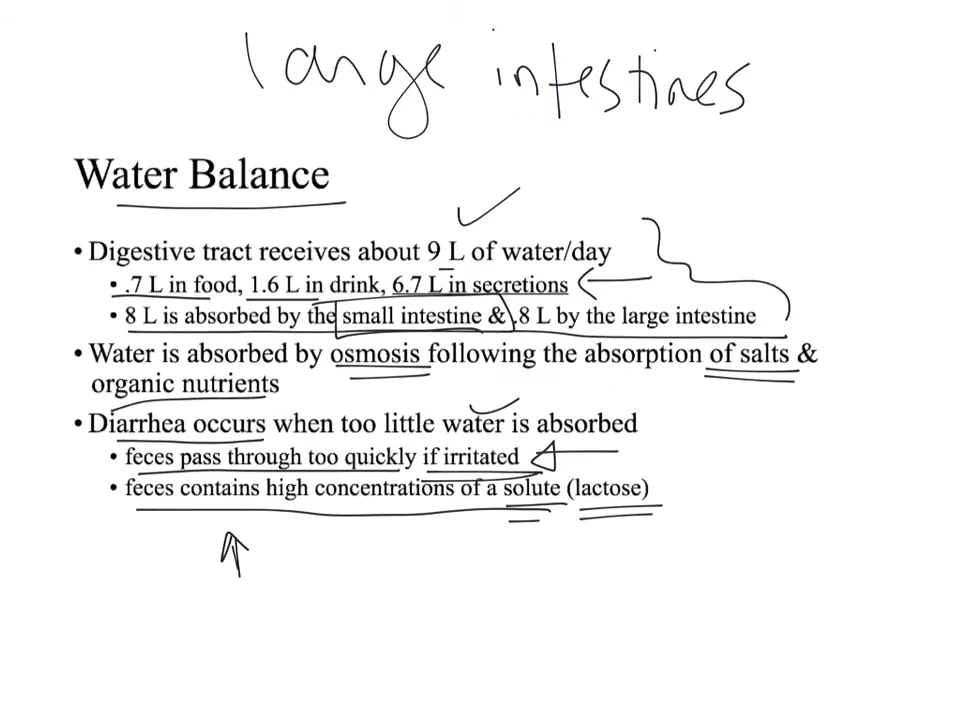 large intestines
Water Balance
• Digestive tract receives about 9 L of water/day
• .7 L in food, 1.6 L in drink, 6.7 L in secretions
• 8 L is absorbed by the small intestine & .8 L by the large intestine
• Water is absorbed by osmosis following the absorption of salts &
organic nutrients
• Diarrhea occurs when too little water is absorbed
• feces pass through too quickly if irritated
• feces contains high concentrations of a solute (lactose)